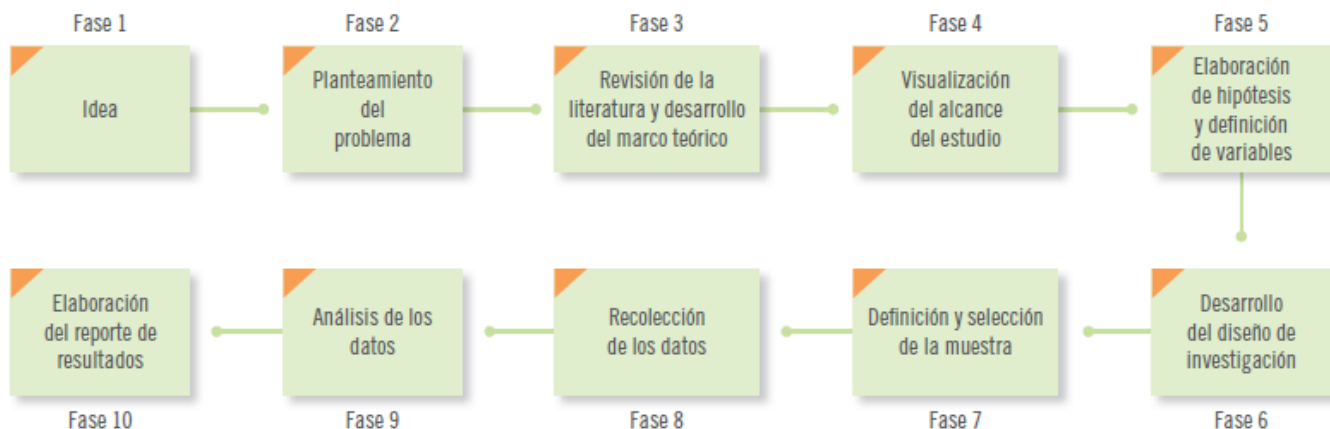 Fase 1
Idea
Fase 2
Planteamiento
del
problema
Fase 3
Revisión de la
literatura y desarrollo
del marco teórico
Fase 4
Visualización
del alcance
del estudio
Fase 5
Elaboración
de hipótesis
y definición
de variables
Desarrollo
del diseño de
investigación
Fase 6
Definición y selección
de la muestra
Fase 7
Recolección
de los datos
Fase 8
Análisis de los
datos
Fase 9
Elaboración
del reporte de
resultados
Fase 10